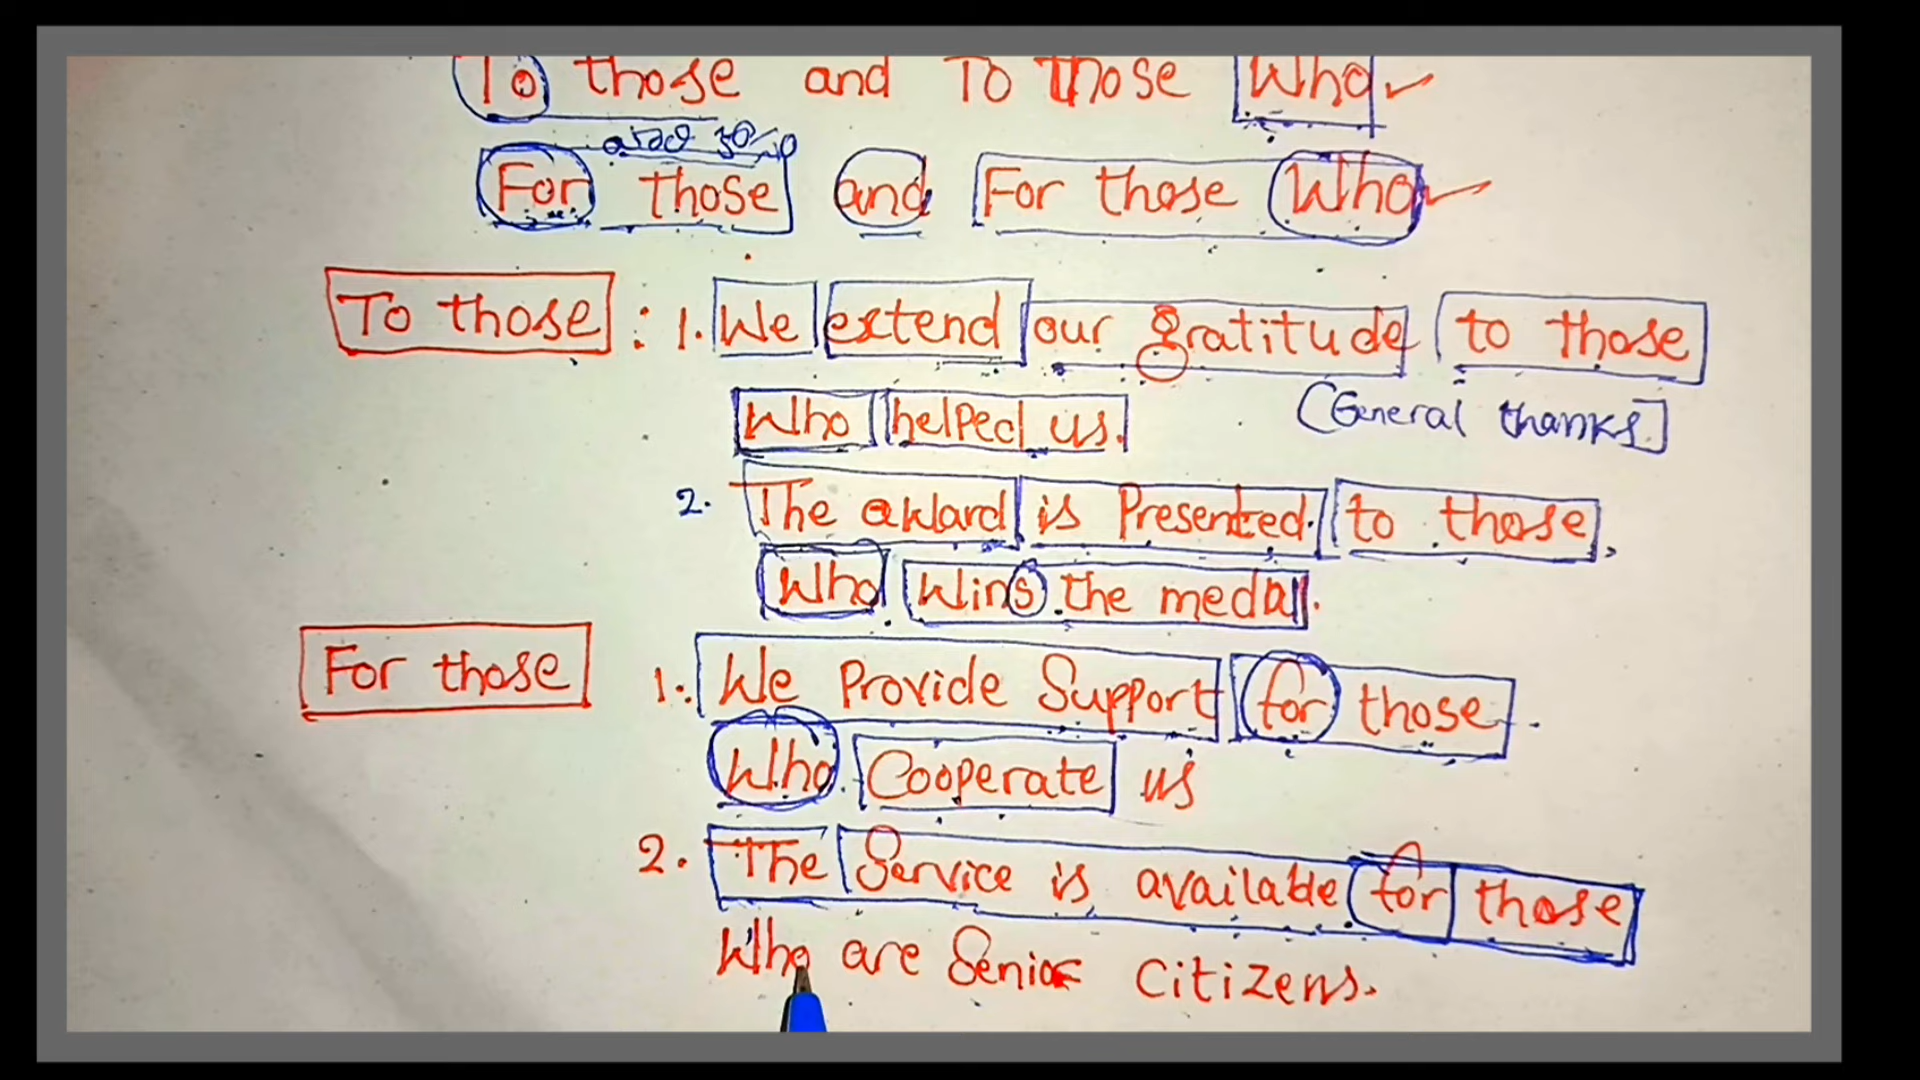 To those and To Those Who
For those and For those Who
To those : 1. We extend our gratitude to those
Who helped us. [General thanks]
2. The award is Presented to those
Who wins the medal.
For those 1. We Provide Support for those
Who Cooperate us
2. The Service is available for those
Who are Senior Citizens.